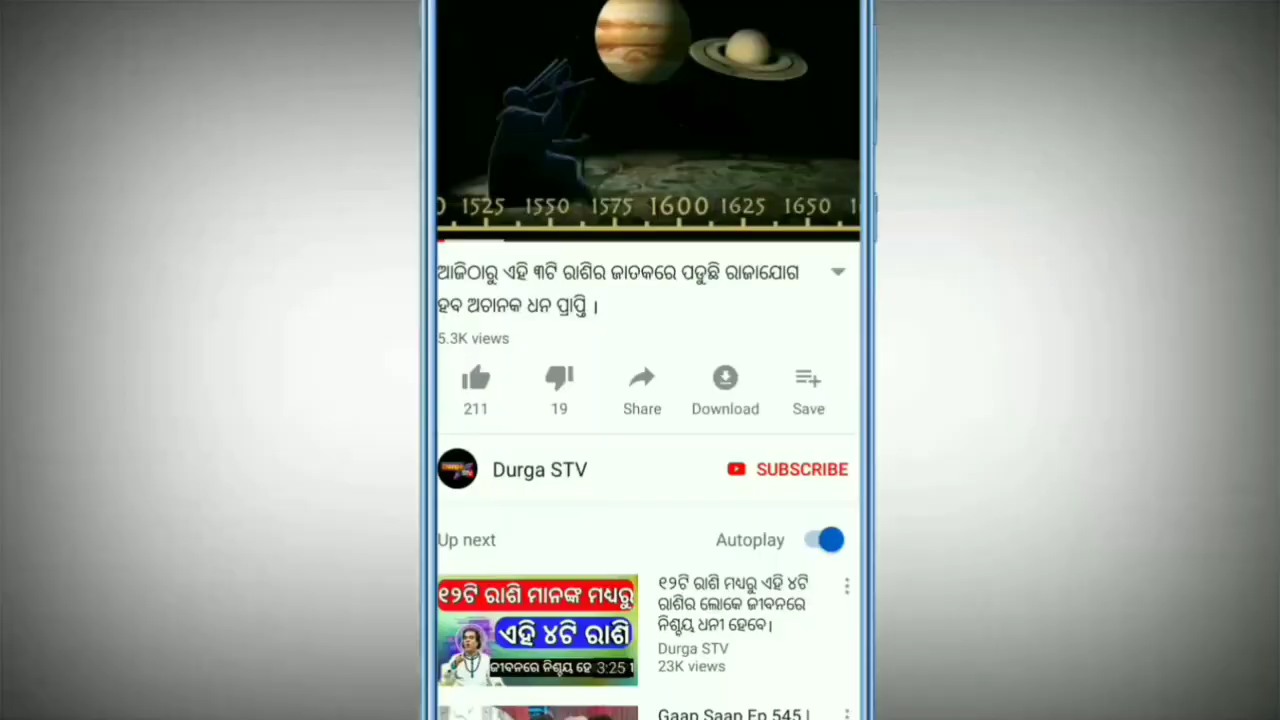 1525 1550 1575 1600 1625 1650
ଆଜିଠାରୁ ଏହି ୩ଟି ରାଶିର ଜାତକରେ ପଡୁଛି ରାଜାଯୋଗ
ହବ ଅଚାନକ ଧନ ପ୍ରାପ୍ତି ।
5.3K views
211 19 Share Download Save
Durga STV SUBSCRIBE
Up next Autoplay
୧୨ଟି ରାଶି ମାନଙ୍କ ମଧ୍ୟରୁ
ଏହି ୪ଟି ରାଶି
ଜୀବନରେ ନିଶ୍ଚୟ ହେ 3:25
୧୨ଟି ରାଶି ମଧ୍ୟରୁ ଏହି ୪ଟି
ରାଶିର ଲୋକେ ଜୀବନରେ
ନିଶ୍ଚୟ ଧନୀ ହେବେ।
Durga STV
23K views
Gaap Saap Ep 545 |